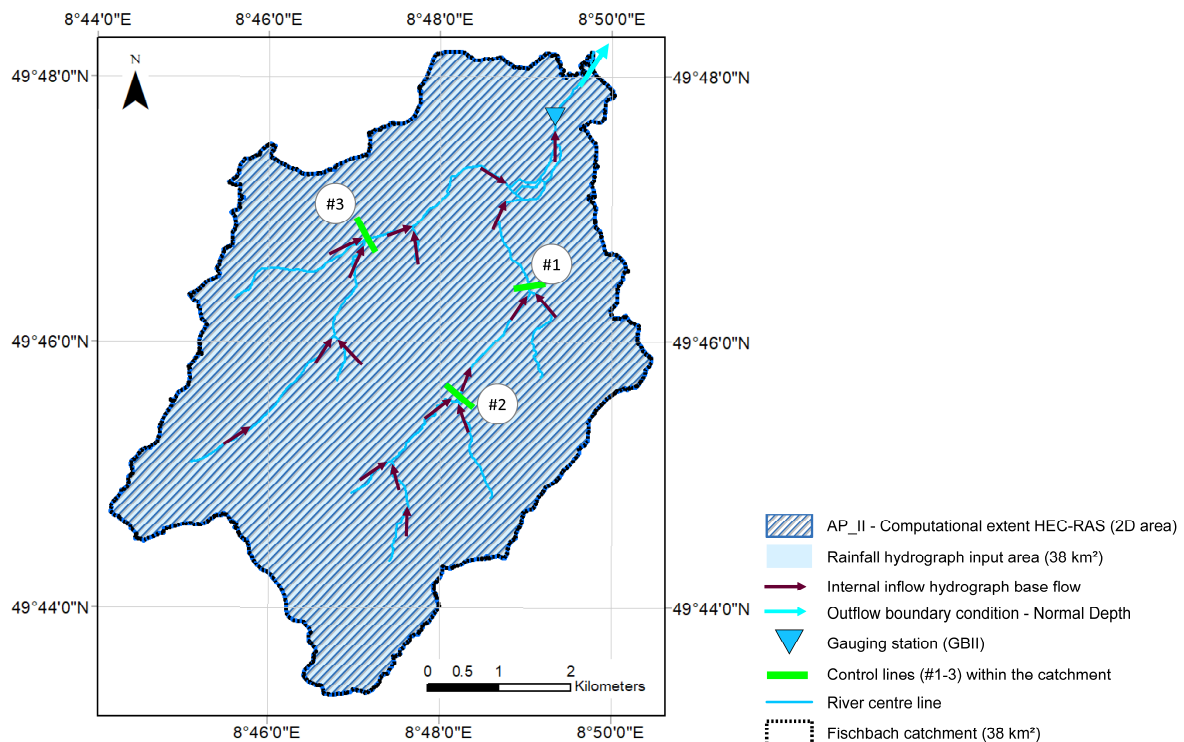 8°44'0"E 8°46'0"E 8°48'0"E 8°50'0"E
N
49°48'0"N 49°48'0"N
#3
#1
49°46'0"N 49°46'0"N
#2
AP_II - Computational extent HEC-RAS (2D area)
Rainfall hydrograph input area (38 km²)
Internal inflow hydrograph base flow
49°44'0"N 49°44'0"N
Outflow boundary condition - Normal Depth
Gauging station (GBII)
0 0.5 1 2
Kilometers
Control lines (#1-3) within the catchment
River centre line
8°46'0"E 8°48'0"E 8°50'0"E
Fischbach catchment (38 km²)